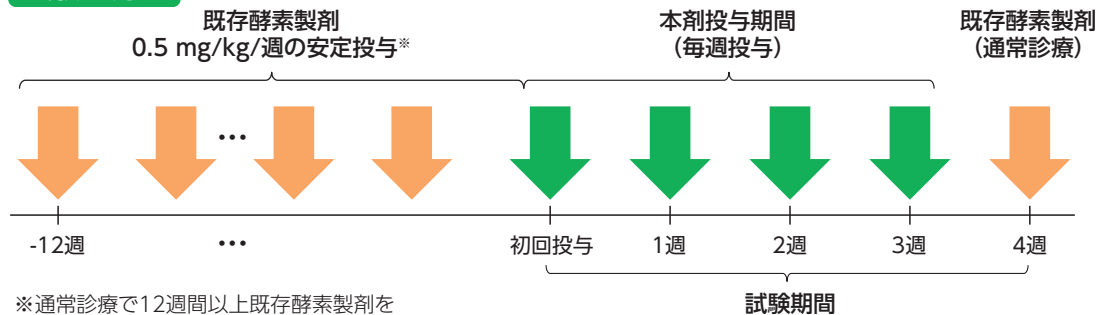 既存酵素製剤
0.5 mg/kg/週の安定投与※
本剤投与期間
（毎週投与）
既存酵素製剤
（通常診療）
…
-12週
…
初回投与
1週
2週
3週
4週
試験期間
※通常診療で12週間以上既存酵素製剤を